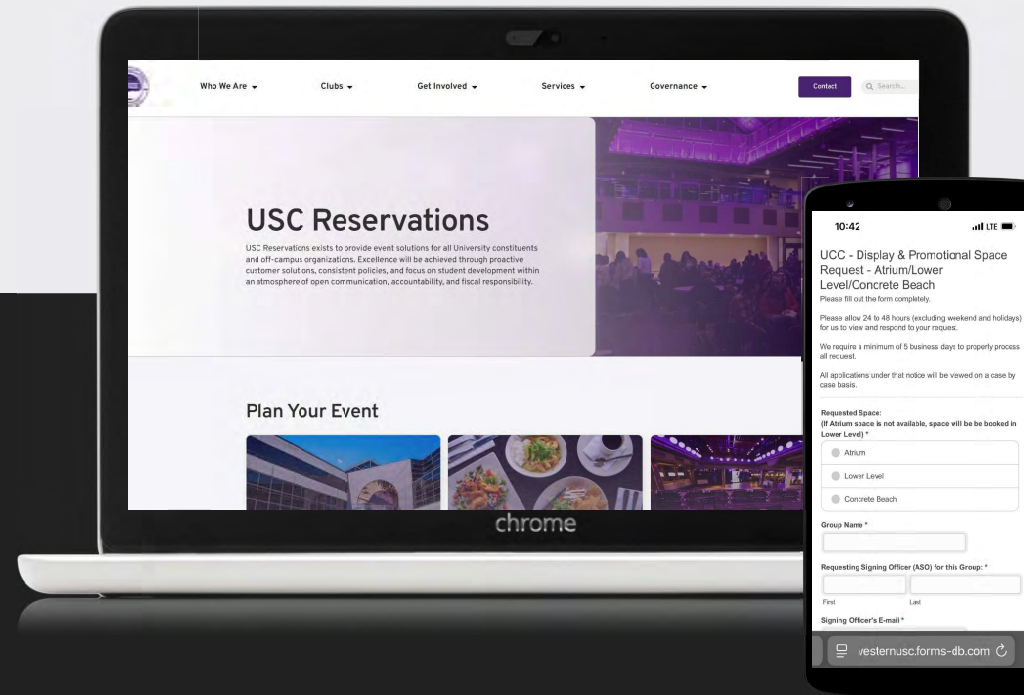 Who We Are
Clubs
Get Involved
Services
Governance
Contact
Search...
USC Reservations
USC Reservations exists to provide event solutions for all University constituents
and off-campus organizations. Excellence will be achieved through proactive
customer solutions, consistent policies, and focus on student development within
an atmosphere of open communication, accountability, and fiscal responsibility.
Plan Your Event
chrome
10:42
LTE
UCC - Display & Promotional Space
Request - Atrium/Lower
Level/Concrete Beach
Please fill out the form completely.
Please allow 24 to 48 hours (excluding weekend and holidays)
for us to view and respond to your request.
We require a minimum of 5 business days to properly process
all request.
All applications under that notice will be viewed on a case by
case basis.
Requested Space:
(If Atrium space is not available, space will be be booked in
Lower Level) *
Atrium
Lower Level
Concrete Beach
Group Name *
Requesting Signing Officer (ASO) for this Group: *
First
Last
Signing Officer's E-mail *
westernusc.forms-db.com